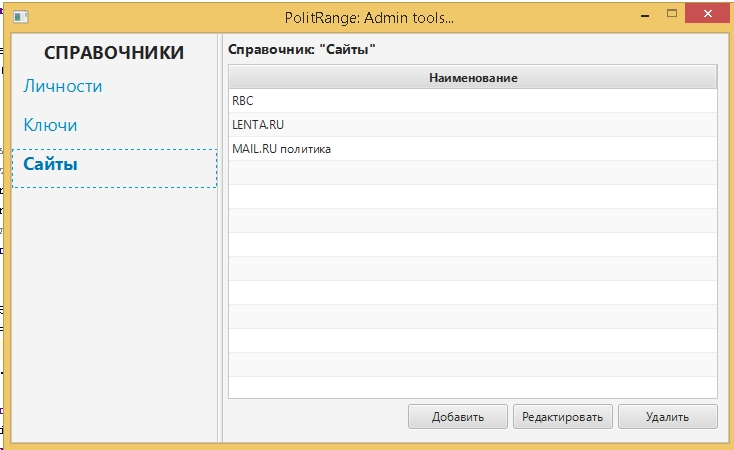 PolitRange: Admin tools...
СПРАВОЧНИКИ
Личности
Ключи
Сайты
Справочник: "Сайты"
Наименование
RBC
LENTA.RU
MAIL.RU политика
Добавить
Редактировать
Удалить